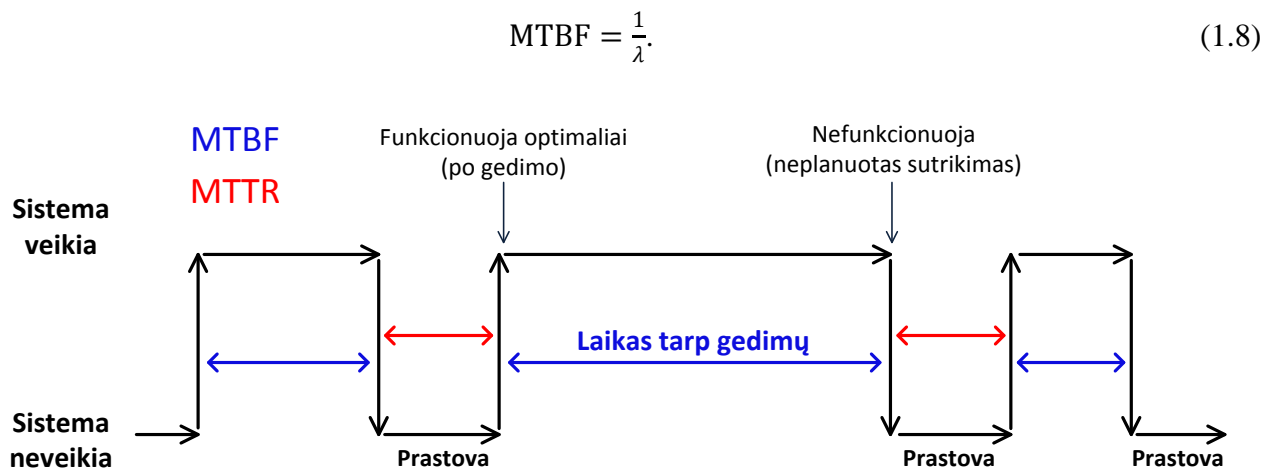 MTBF = 1/λ. (1.8)
MTBF
MTTR
Funkcionuoja optimaliai
(po gedimo)
Nefunkcionuoja
(neplanuotas sutrikimas)
Sistema
veikia
Laikas tarp gedimų
Sistema
neveikia
Prastova
Prastova
Prastova